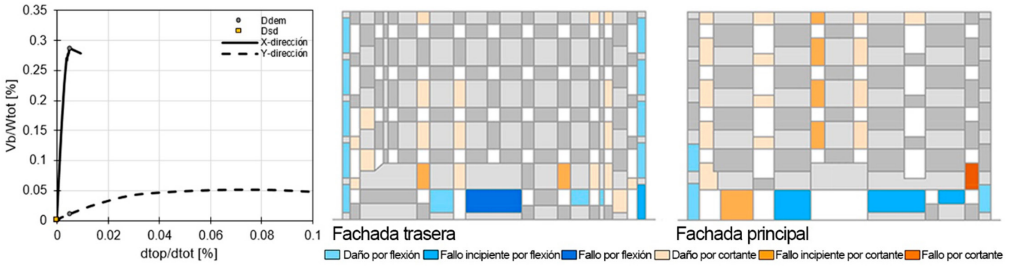 0.35
0.3
0.25
0.2
0.15
0.1
0.05
0
Vb/Wtot [%]
Ddem
Dsd
X-dirección
Y-dirección
0 0.02 0.04 0.06 0.08 0.1
dtop/dtot [%]
Fachada trasera
Fachada principal
Daño por flexión Fallo incipiente por flexión Fallo por flexión Daño por cortante Fallo incipiente por cortante Fallo por cortante